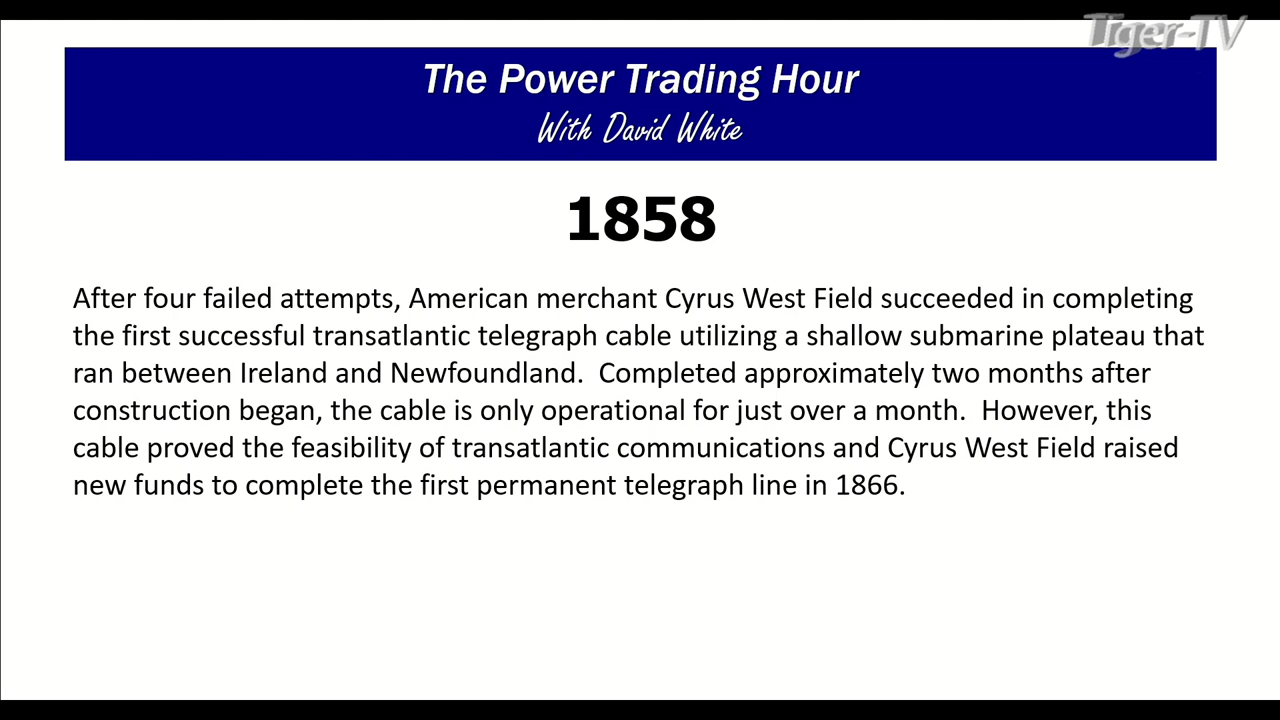 Tiger-TV
The Power Trading Hour
With David White
1858
After four failed attempts, American merchant Cyrus West Field succeeded in completing
the first successful transatlantic telegraph cable utilizing a shallow submarine plateau that
ran between Ireland and Newfoundland.  Completed approximately two months after
construction began, the cable is only operational for just over a month.  However, this
cable proved the feasibility of transatlantic communications and Cyrus West Field raised
new funds to complete the first permanent telegraph line in 1866.